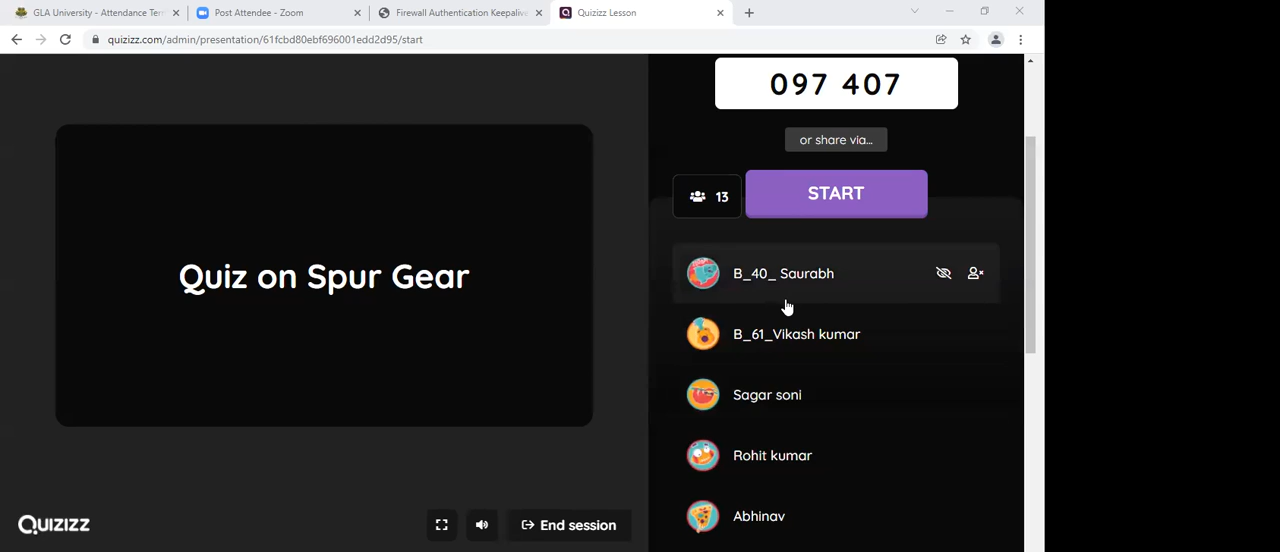 GLA University - Attendance Ter
Post Attendee - Zoom
Firewall Authentication Keepalive
Quizizz Lesson
quizizz.com/admin/presentation/61fcbd80ebf696001edd2d95/start
097 407
or share via...
13
START
Quiz on Spur Gear
B_40_ Saurabh
B_61_Vikash kumar
Sagar soni
Rohit kumar
Abhinav
Quizizz
End session